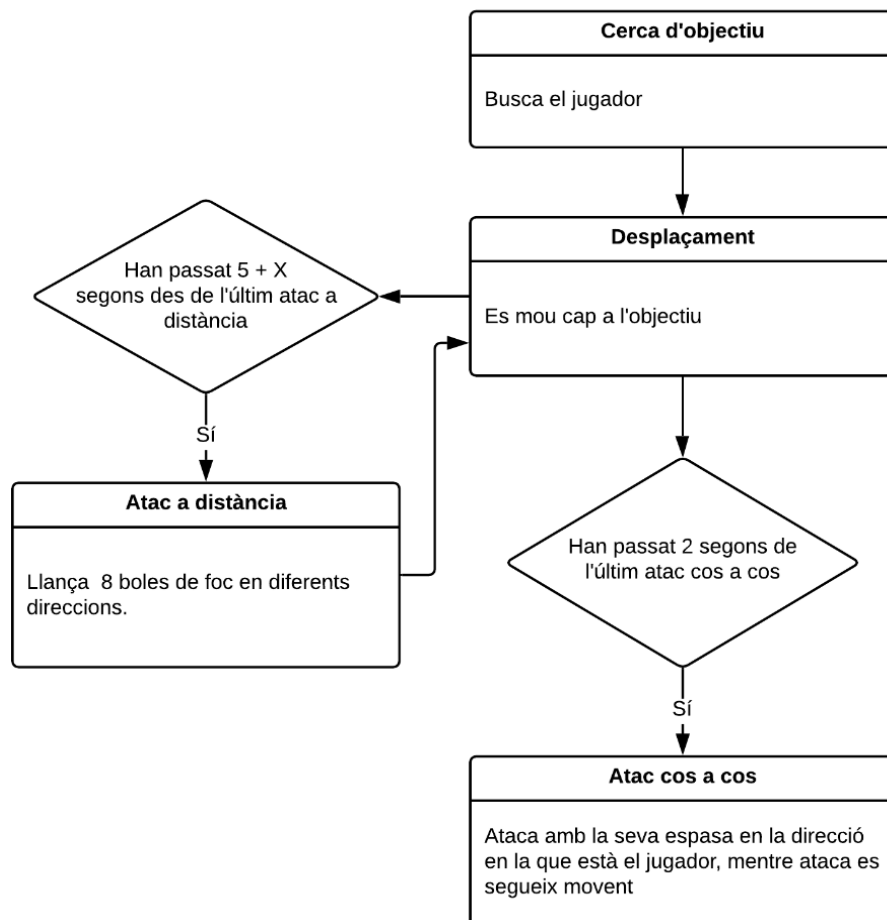 Cerca d'objectiu
Busca el jugador
Desplaçament
Es mou cap a l'objectiu
Han passat 5 + X
segons des de l'últim atac a
distància
Sí
Atac a distància
Llança  8 boles de foc en diferents
direccions.
Han passat 2 segons de
l'últim atac cos a cos
Sí
Atac cos a cos
Ataca amb la seva espasa en la direcció
en la que està el jugador, mentre ataca es
segueix movent